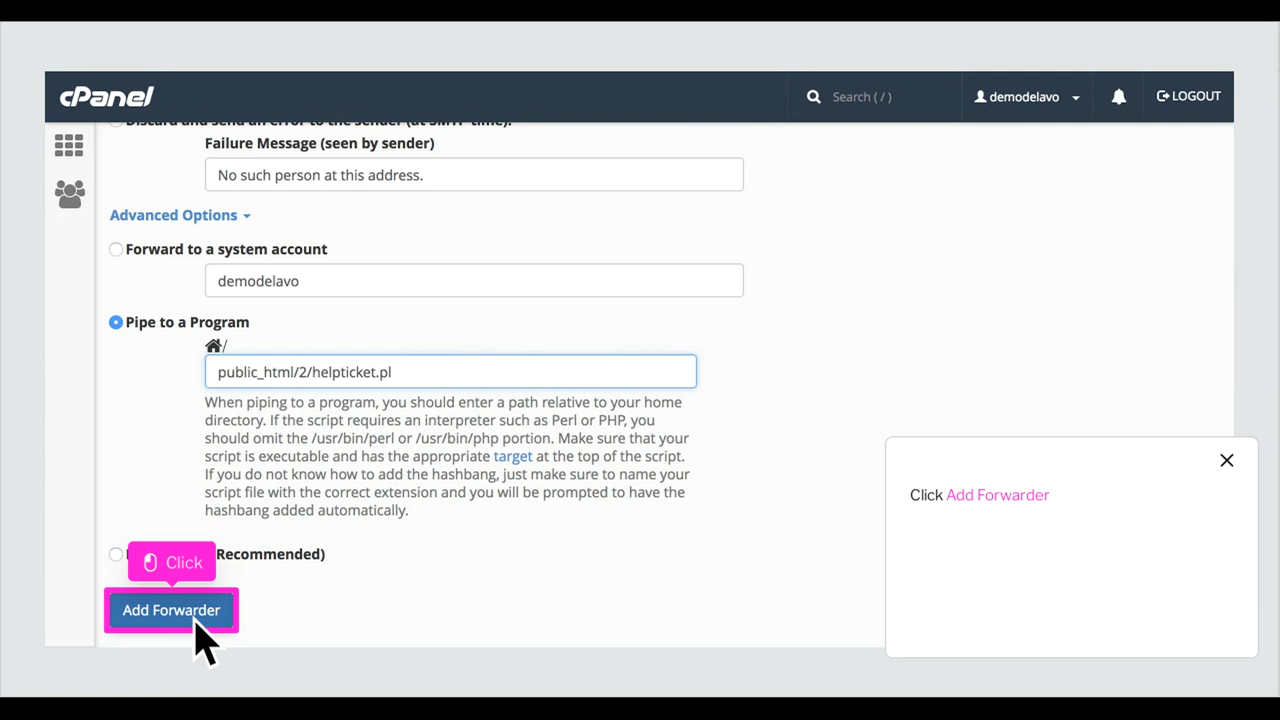 cPanel
Search ( / )
demodelavo
LOGOUT
Discard and send an error to the sender (at SMTP time).
Failure Message (seen by sender)
No such person at this address.
Advanced Options
Forward to a system account
demodelavo
Pipe to a Program
/
public_html/2/helpticket.pl
When piping to a program, you should enter a path relative to your home
directory. If the script requires an interpreter such as Perl or PHP, you
should omit the /usr/bin/perl or /usr/bin/php portion. Make sure that your
script is executable and has the appropriate target at the top of the script.
If you do not know how to add the hashbang, just make sure to name your
script file with the correct extension and you will be prompted to have the
hashbang added automatically.
Recommended)
Click
Add Forwarder
Click Add Forwarder